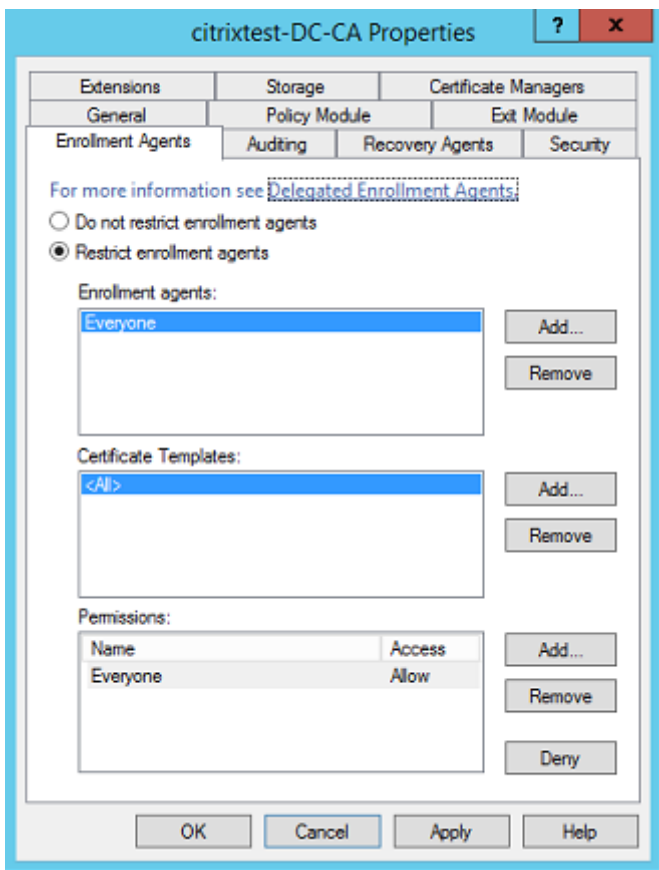 citrixtest-DC-CA Properties
? x
Extensions Storage Certificate Managers
General Policy Module Exit Module
Enrollment Agents Auditing Recovery Agents Security
For more information see Delegated Enrollment Agents.
Do not restrict enrollment agents
Restrict enrollment agents
Enrollment agents:
Everyone
Add...
Remove
Certificate Templates:
<All>
Add...
Remove
Permissions:
Name Access
Everyone Allow
Add...
Remove
Deny
OK Cancel Apply Help